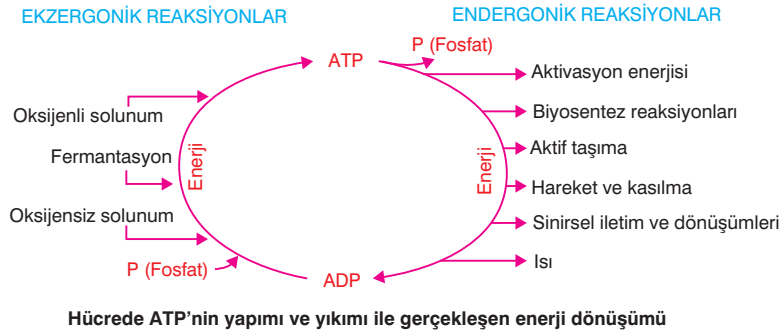 EKZERGONİK REAKSİYONLAR
ENDERGONİK REAKSİYONLAR
ATP
P (Fosfat)
Aktivasyon enerjisi
Oksijenli solunum
Biyosentez reaksiyonları
Fermantasyon
Enerji
Enerji
Aktif taşıma
Hareket ve kasılma
Oksijensiz solunum
Sinirsel iletim ve dönüşümleri
P (Fosfat)
ADP
Isı
Hücrede ATP’nin yapımı ve yıkımı ile gerçekleşen enerji dönüşümü